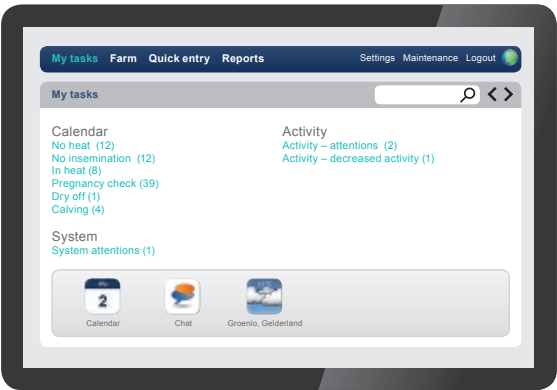 My tasks Farm Quick entry Reports Settings Maintenance Logout
My tasks
Calendar
No heat (12)
No insemination (12)
In heat (8)
Pregnancy check (39)
Dry off (1)
Calving (4)
Activity
Activity – attentions (2)
Activity – decreased activity (1)
System
System attentions (1)
2
Calendar
Chat
Groenlo, Gelderland